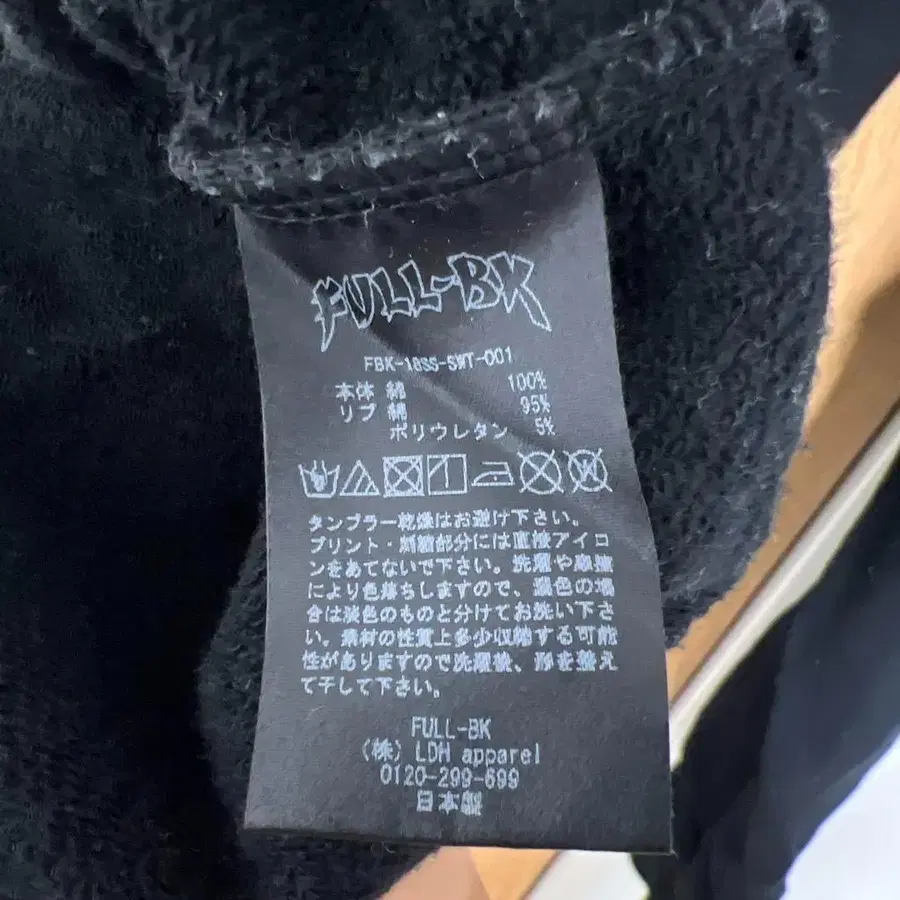 FULL-BK
FBK-18SS-SWT-001
本体 綿 100%
リブ 綿 95%
ポリウレタン 5%
タンブラー乾燥はお避け下さい。
プリント・刺繍部分には直接アイロ
ンをあてないで下さい。洗濯や摩擦
により色落ちしますので、濃色の場
合は淡色のものと分けてお洗い下さ
い。素材の性質上多少収縮する可能
性がありますので洗濯後、形を整え
て干して下さい。
FULL-BK
(株) LDH apparel
0120-299-699
日本製